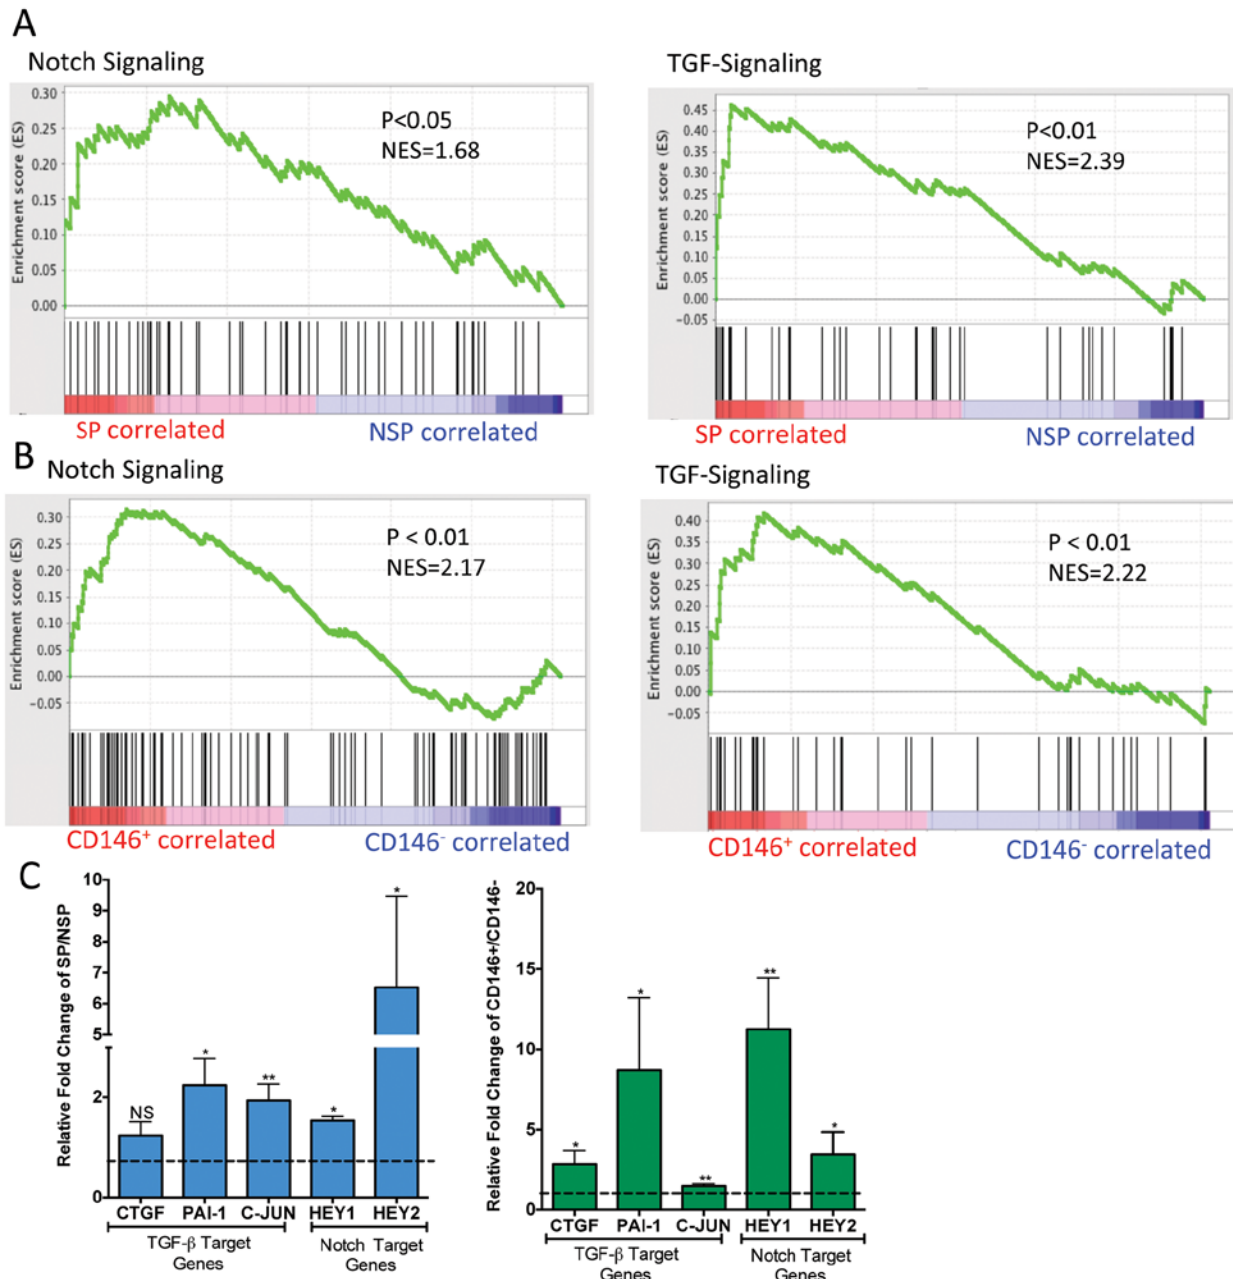 A
Notch Signaling
TGF-Signaling
Enrichment score (ES)
0.30
0.25
0.20
0.15
0.10
0.05
0.00
P<0.05
NES=1.68
SP correlated
NSP correlated
Enrichment score (ES)
0.45
0.40
0.35
0.30
0.25
0.20
0.15
0.10
0.05
0.00
-0.05
P<0.01
NES=2.39
SP correlated
NSP correlated
B
Notch Signaling
TGF-Signaling
Enrichment score (ES)
0.30
0.25
0.20
0.15
0.10
0.05
0.00
-0.05
P < 0.01
NES=2.17
CD146⁺ correlated
CD146⁻ correlated
Enrichment score (ES)
0.40
0.35
0.30
0.25
0.20
0.15
0.10
0.05
0.00
-0.05
P < 0.01
NES=2.22
CD146⁺ correlated
CD146⁻ correlated
C
Relative Fold Change of SP/NSP
10
9
8
7
6
5
2
0
NS
*
**
*
*
CTGF PAI-1 C-JUN HEY1 HEY2
TGF-β Target
Genes
Notch Target
Genes
Relative Fold Change of CD146+/CD146-
20
15
10
5
0
*
*
**
**
*
CTGF PAI-1 C-JUN HEY1 HEY2
TGF-β Target
Genes
Notch Target
Genes